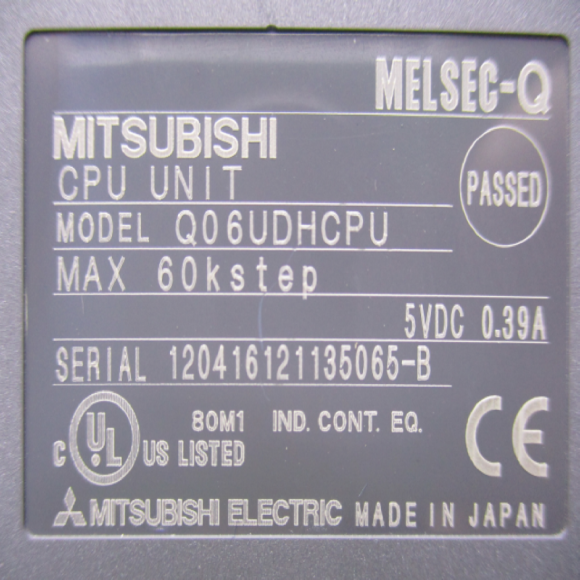 MELSEC-Q
MITSUBISHI
CPU UNIT
PASSED
MODEL Q06UDHCPU
MAX 60kstep
5VDC 0.39A
SERIAL 120416121135065-B
80M1 IND. CONT. EQ.
C UL US LISTED
CE
MITSUBISHI ELECTRIC MADE IN JAPAN